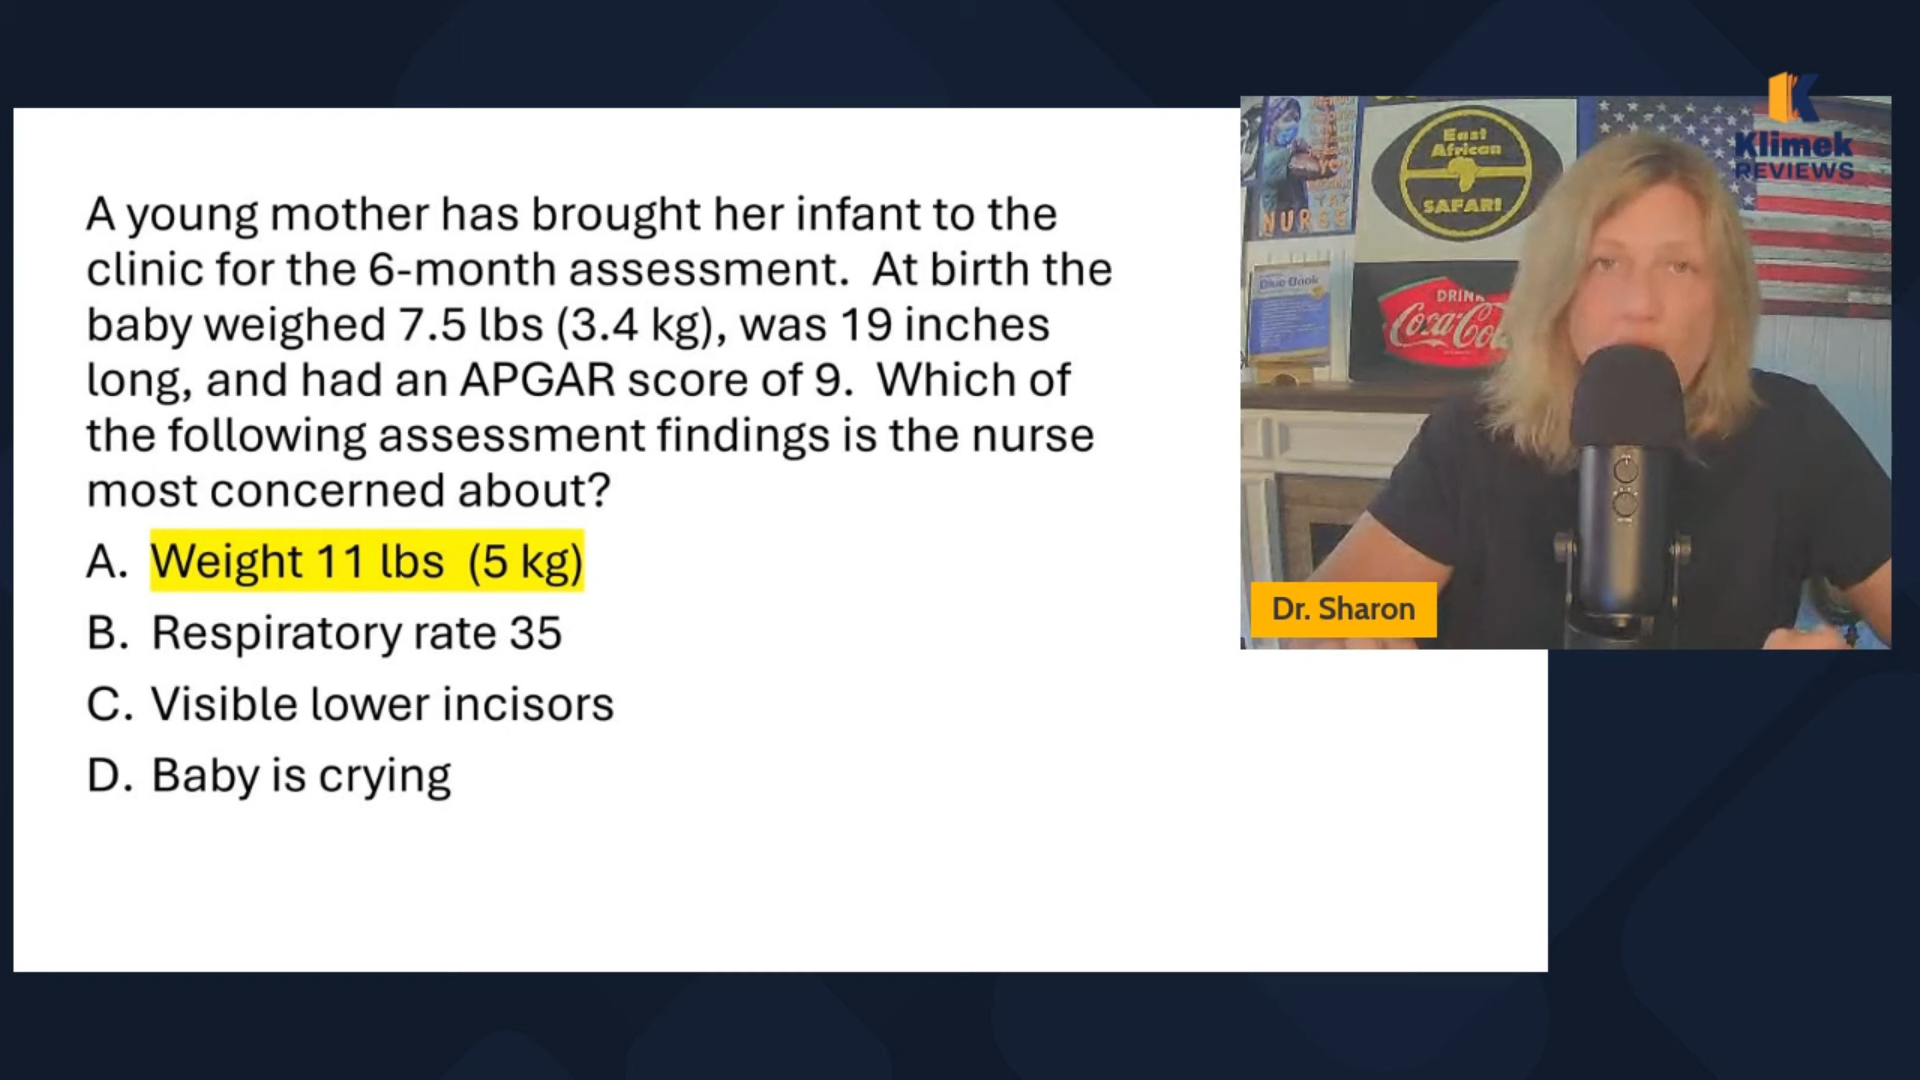 A young mother has brought her infant to the
clinic for the 6-month assessment. At birth the
baby weighed 7.5 lbs (3.4 kg), was 19 inches
long, and had an APGAR score of 9. Which of
the following assessment findings is the nurse
most concerned about?
A. Weight 11 lbs (5 kg)
B. Respiratory rate 35
C. Visible lower incisors
D. Baby is crying
Klimek
REVIEWS
East
African
SAFARI
NURSE
Blue Book
DRINK
Coca-Col
Dr. Sharon